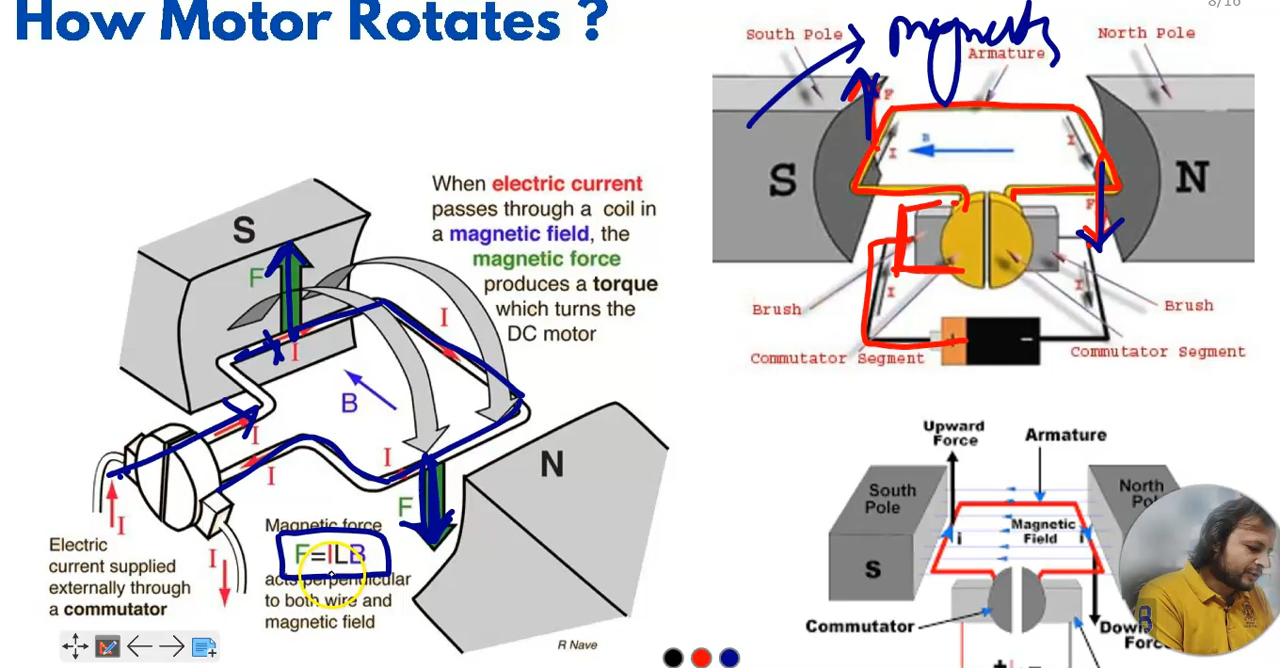 8/16
How Motor Rotates ?
When electric current
passes through a coil in
a magnetic field, the
magnetic force
produces a torque
which turns the
DC motor
S
F
I
I
B
I
I
I
N
F
I
I
Electric
current supplied
externally through
a commutator
Magnetic force
F=ILB
acts perpendicular
to both wire and
magnetic field
R Nave
magnets
South Pole
Armature
North Pole
F
I
B
I
S
N
F
I
I
Brush
Brush
Commutator Segment
Commutator Segment
+
−
Upward
Force
Armature
South
Pole
North
Magnetic
Field
i
i
S
Commutator
Force
+
−